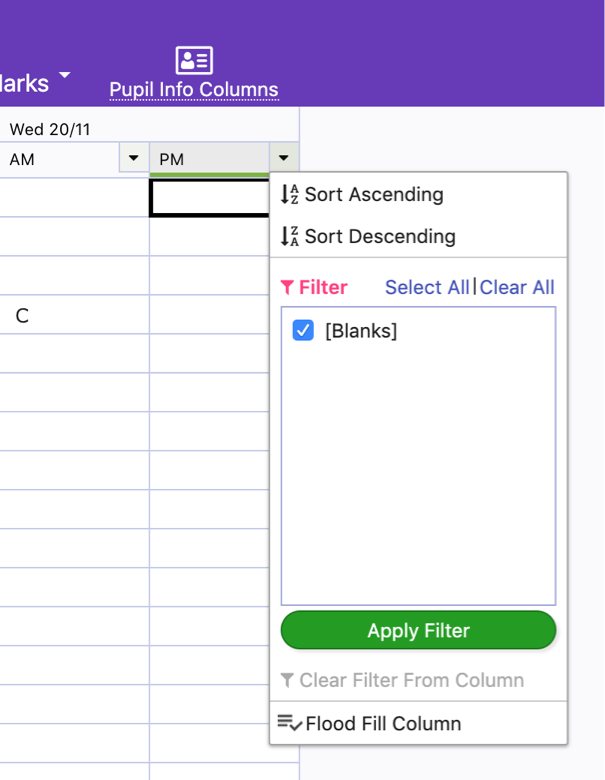 Marks
Pupil Info Columns
Wed 20/11
AM
PM
Sort Ascending
Sort Descending
Filter Select All|Clear All
[Blanks]
C
Apply Filter
Clear Filter From Column
Flood Fill Column